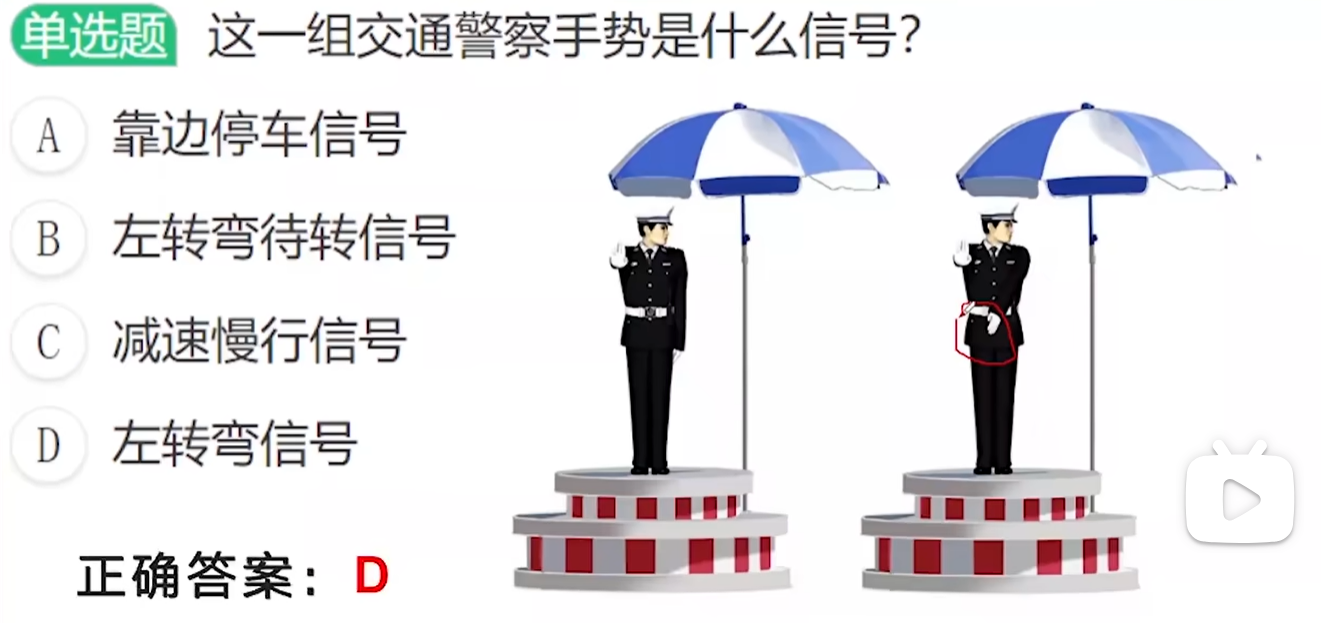 单选题 这一组交通警察手势是什么信号?
A 靠边停车信号
B 左转弯待转信号
C 减速慢行信号
D 左转弯信号
正确答案：D